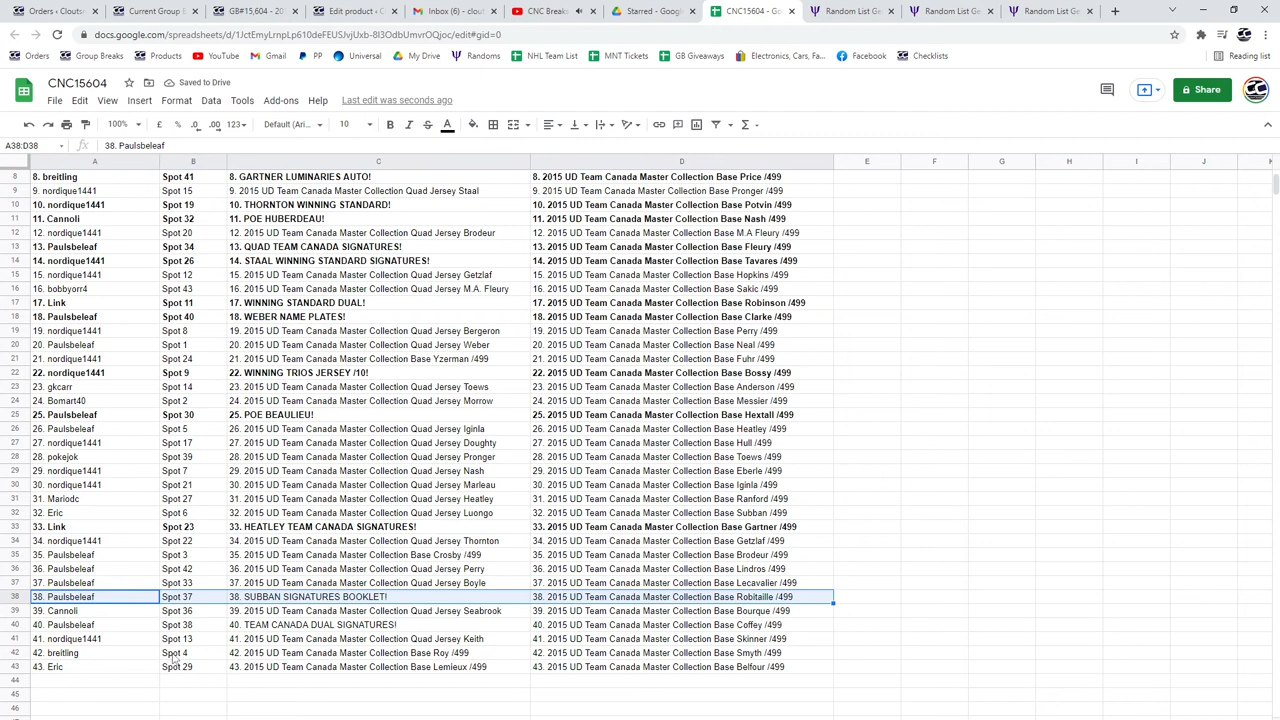 Orders ‹ Clouts
Current Group B
GB#15,604 - 201
Edit product ‹ C
Inbox (6) - clout
CNC Breaks
Starred - Google
CNC15604 - Go
Random List Ge
Random List Ge
Random List Ge
docs.google.com/spreadsheets/d/1JctEmyLrnpLp610deFEUSJvjUxb-8I3OdbUmvrOQjoc/edit#gid=0
Orders
Group Breaks
Products
YouTube
Gmail
PP
Universal
My Drive
Randoms
NHL Team List
MNT Tickets
GB Giveaways
Electronics, Cars, Fa...
Facebook
Checklists
Reading list
CNC15604
Saved to Drive
File Edit View Insert Format Data Tools Add-ons Help Last edit was seconds ago
Share
100% £ % .0 .00 123 Default (Ari... 10
A38:D38 fx 38. Paulsbeleaf
A B C D E F G H I J K
8 8. breitling Spot 41 8. GARTNER LUMINARIES AUTO! 8. 2015 UD Team Canada Master Collection Base Price /499
9 9. nordique1441 Spot 15 9. 2015 UD Team Canada Master Collection Quad Jersey Staal 9. 2015 UD Team Canada Master Collection Base Pronger /499
10 10. nordique1441 Spot 19 10. THORNTON WINNING STANDARD! 10. 2015 UD Team Canada Master Collection Base Potvin /499
11 11. Cannoli Spot 32 11. POE HUBERDEAU! 11. 2015 UD Team Canada Master Collection Base Nash /499
12 12. nordique1441 Spot 20 12. 2015 UD Team Canada Master Collection Quad Jersey Brodeur 12. 2015 UD Team Canada Master Collection Base M.A Fleury /499
13 13. Paulsbeleaf Spot 34 13. QUAD TEAM CANADA SIGNATURES! 13. 2015 UD Team Canada Master Collection Base Fleury /499
14 14. nordique1441 Spot 26 14. STAAL WINNING STANDARD SIGNATURES! 14. 2015 UD Team Canada Master Collection Base Tavares /499
15 15. nordique1441 Spot 12 15. 2015 UD Team Canada Master Collection Quad Jersey Getzlaf 15. 2015 UD Team Canada Master Collection Base Hopkins /499
16 16. bobbyorr4 Spot 43 16. 2015 UD Team Canada Master Collection Quad Jersey M.A. Fleury 16. 2015 UD Team Canada Master Collection Base Sakic /499
17 17. Link Spot 11 17. WINNING STANDARD DUAL! 17. 2015 UD Team Canada Master Collection Base Robinson /499
18 18. Paulsbeleaf Spot 40 18. WEBER NAME PLATES! 18. 2015 UD Team Canada Master Collection Base Clarke /499
19 19. nordique1441 Spot 8 19. 2015 UD Team Canada Master Collection Quad Jersey Bergeron 19. 2015 UD Team Canada Master Collection Base Perry /499
20 20. Paulsbeleaf Spot 1 20. 2015 UD Team Canada Master Collection Quad Jersey Weber 20. 2015 UD Team Canada Master Collection Base Neal /499
21 21. nordique1441 Spot 24 21. 2015 UD Team Canada Master Collection Base Yzerman /499 21. 2015 UD Team Canada Master Collection Base Fuhr /499
22 22. nordique1441 Spot 9 22. WINNING TRIOS JERSEY /10! 22. 2015 UD Team Canada Master Collection Base Bossy /499
23 23. gkcarr Spot 14 23. 2015 UD Team Canada Master Collection Quad Jersey Toews 23. 2015 UD Team Canada Master Collection Base Anderson /499
24 24. Bomart40 Spot 2 24. 2015 UD Team Canada Master Collection Quad Jersey Morrow 24. 2015 UD Team Canada Master Collection Base Messier /499
25 25. Paulsbeleaf Spot 30 25. POE BEAULIEU! 25. 2015 UD Team Canada Master Collection Base Hextall /499
26 26. Paulsbeleaf Spot 5 26. 2015 UD Team Canada Master Collection Quad Jersey Iginla 26. 2015 UD Team Canada Master Collection Base Heatley /499
27 27. nordique1441 Spot 17 27. 2015 UD Team Canada Master Collection Quad Jersey Doughty 27. 2015 UD Team Canada Master Collection Base Hull /499
28 28. pokejok Spot 39 28. 2015 UD Team Canada Master Collection Quad Jersey Pronger 28. 2015 UD Team Canada Master Collection Base Toews /499
29 29. nordique1441 Spot 7 29. 2015 UD Team Canada Master Collection Quad Jersey Nash 29. 2015 UD Team Canada Master Collection Base Eberle /499
30 30. nordique1441 Spot 21 30. 2015 UD Team Canada Master Collection Quad Jersey Marleau 30. 2015 UD Team Canada Master Collection Base Iginla /499
31 31. Mariodc Spot 27 31. 2015 UD Team Canada Master Collection Quad Jersey Heatley 31. 2015 UD Team Canada Master Collection Base Ranford /499
32 32. Eric Spot 6 32. 2015 UD Team Canada Master Collection Quad Jersey Luongo 32. 2015 UD Team Canada Master Collection Base Subban /499
33 33. Link Spot 23 33. HEATLEY TEAM CANADA SIGNATURES! 33. 2015 UD Team Canada Master Collection Base Gartner /499
34 34. nordique1441 Spot 22 34. 2015 UD Team Canada Master Collection Quad Jersey Thornton 34. 2015 UD Team Canada Master Collection Base Getzlaf /499
35 35. Paulsbeleaf Spot 3 35. 2015 UD Team Canada Master Collection Base Crosby /499 35. 2015 UD Team Canada Master Collection Base Brodeur /499
36 36. Paulsbeleaf Spot 42 36. 2015 UD Team Canada Master Collection Quad Jersey Perry 36. 2015 UD Team Canada Master Collection Base Lindros /499
37 37. Paulsbeleaf Spot 33 37. 2015 UD Team Canada Master Collection Quad Jersey Boyle 37. 2015 UD Team Canada Master Collection Base Lecavalier /499
38 38. Paulsbeleaf Spot 37 38. SUBBAN SIGNATURES BOOKLET! 38. 2015 UD Team Canada Master Collection Base Robitaille /499
39 39. Cannoli Spot 36 39. 2015 UD Team Canada Master Collection Quad Jersey Seabrook 39. 2015 UD Team Canada Master Collection Base Bourque /499
40 40. Paulsbeleaf Spot 38 40. TEAM CANADA DUAL SIGNATURES! 40. 2015 UD Team Canada Master Collection Base Coffey /499
41 41. nordique1441 Spot 13 41. 2015 UD Team Canada Master Collection Quad Jersey Keith 41. 2015 UD Team Canada Master Collection Base Skinner /499
42 42. breitling Spot 4 42. 2015 UD Team Canada Master Collection Base Roy /499 42. 2015 UD Team Canada Master Collection Base Smyth /499
43 43. Eric Spot 29 43. 2015 UD Team Canada Master Collection Base Lemieux /499 43. 2015 UD Team Canada Master Collection Base Belfour /499
44
45
46